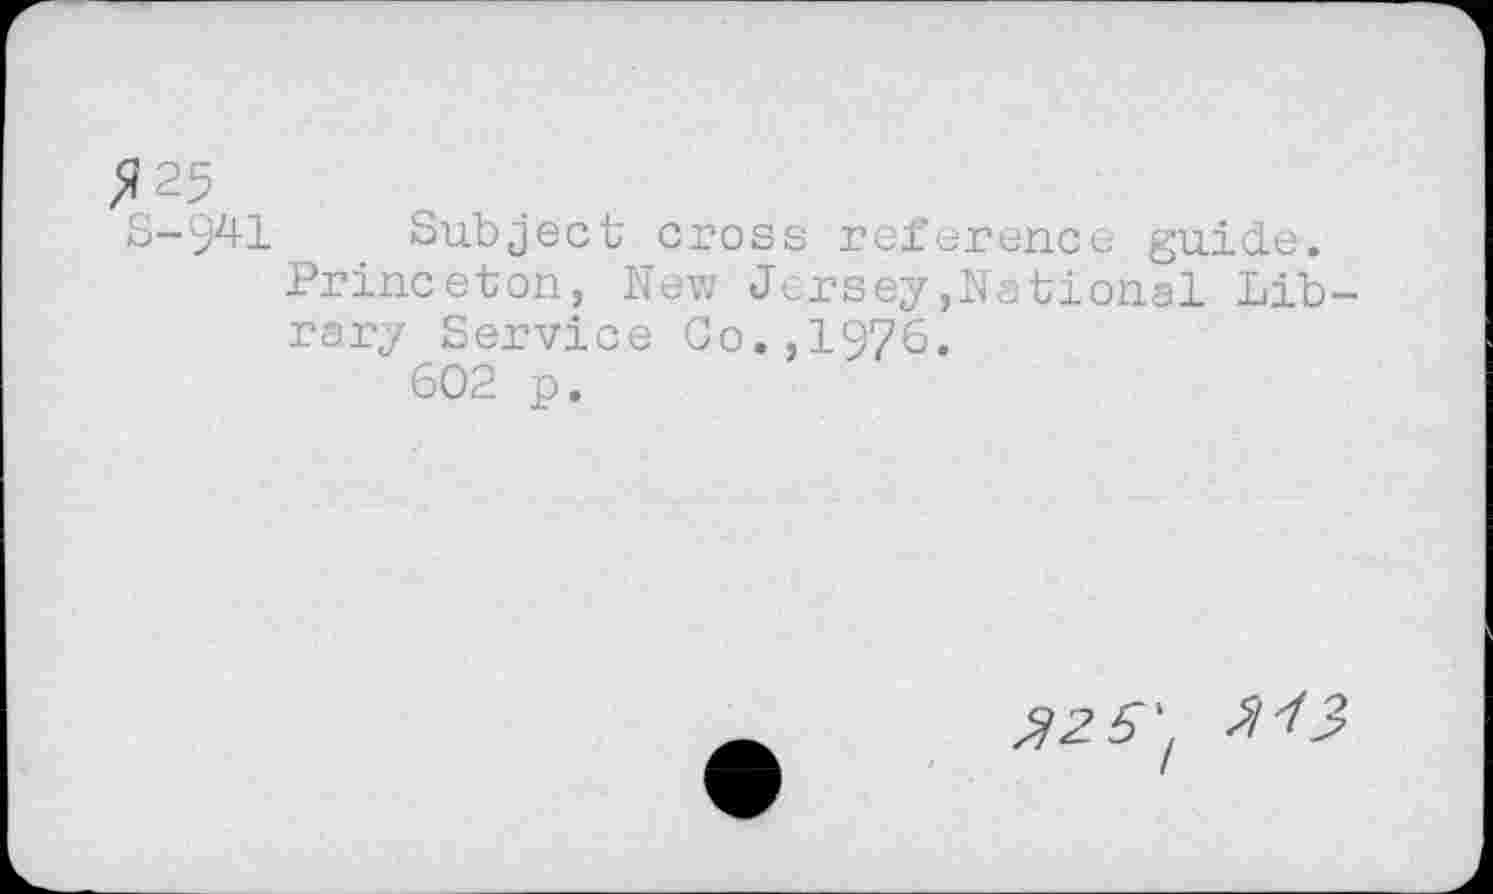 Я25
S-941 Subject cross reference guide.
Princeton, New Jersey,National Lib-
rary Service Co.,1976.
602 p.
Я25; Я13